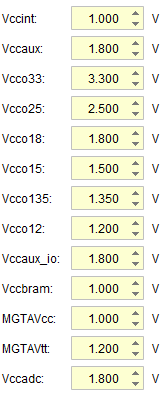 Vccint: 1.000 V
Vccaux: 1.800 V
Vcco33: 3.300 V
Vcco25: 2.500 V
Vcco18: 1.800 V
Vcco15: 1.500 V
Vcco135: 1.350 V
Vcco12: 1.200 V
Vccaux_io: 1.800 V
Vccbram: 1.000 V
MGTAVcc: 1.000 V
MGTAVtt: 1.200 V
Vccadc: 1.800 V